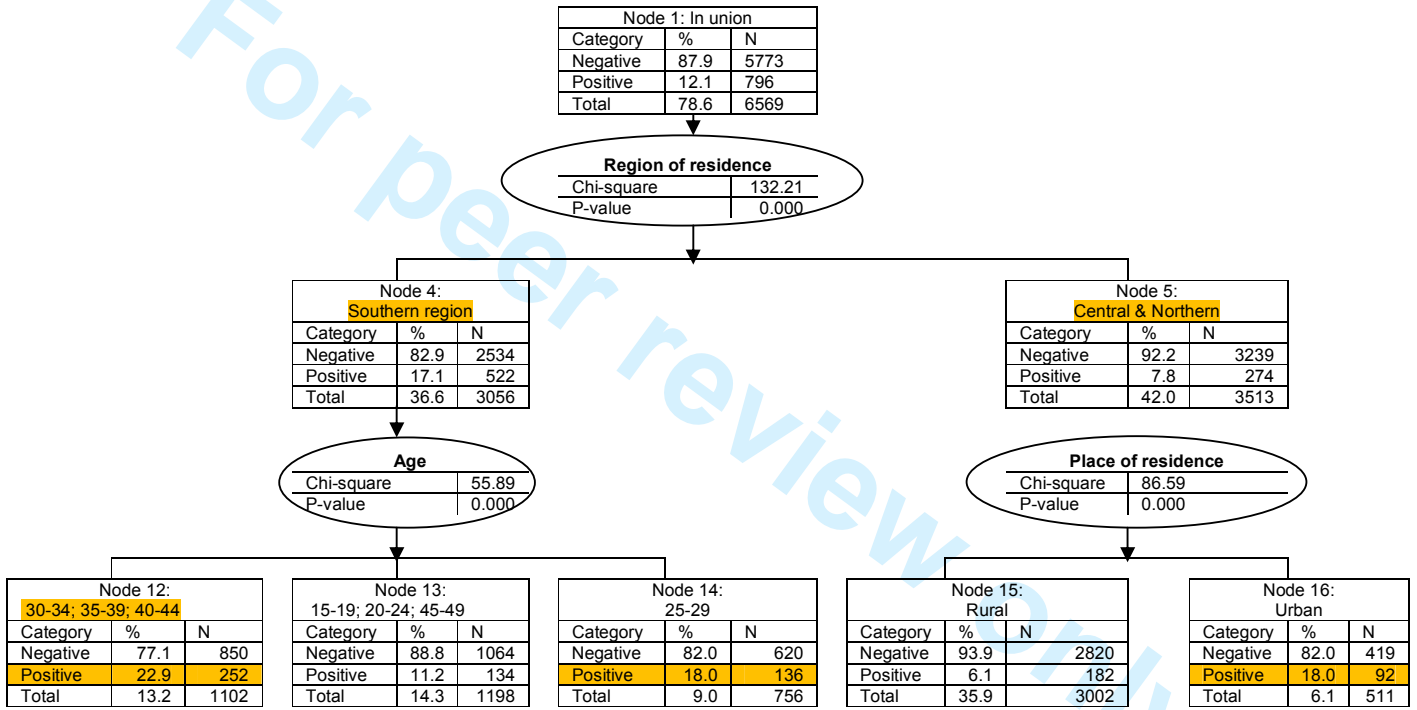 For peer review only
Node 1: In union
Category % N
Negative 87.9 5773
Positive 12.1 796
Total 78.6 6569
Region of residence
Chi-square 132.21
P-value 0.000
Node 4:
Southern region
Category % N
Negative 82.9 2534
Positive 17.1 522
Total 36.6 3056
Node 5:
Central & Northern
Category % N
Negative 92.2 3239
Positive 7.8 274
Total 42.0 3513
Age
Chi-square 55.89
P-value 0.000
Place of residence
Chi-square 86.59
P-value 0.000
Node 12:
30-34; 35-39; 40-44
Category % N
Negative 77.1 850
Positive 22.9 252
Total 13.2 1102
Node 13:
15-19; 20-24; 45-49
Category % N
Negative 88.8 1064
Positive 11.2 134
Total 14.3 1198
Node 14:
25-29
Category % N
Negative 82.0 620
Positive 18.0 136
Total 9.0 756
Node 15:
Rural
Category % N
Negative 93.9 2820
Positive 6.1 182
Total 35.9 3002
Node 16:
Urban
Category % N
Negative 82.0 419
Positive 18.0 92
Total 6.1 511